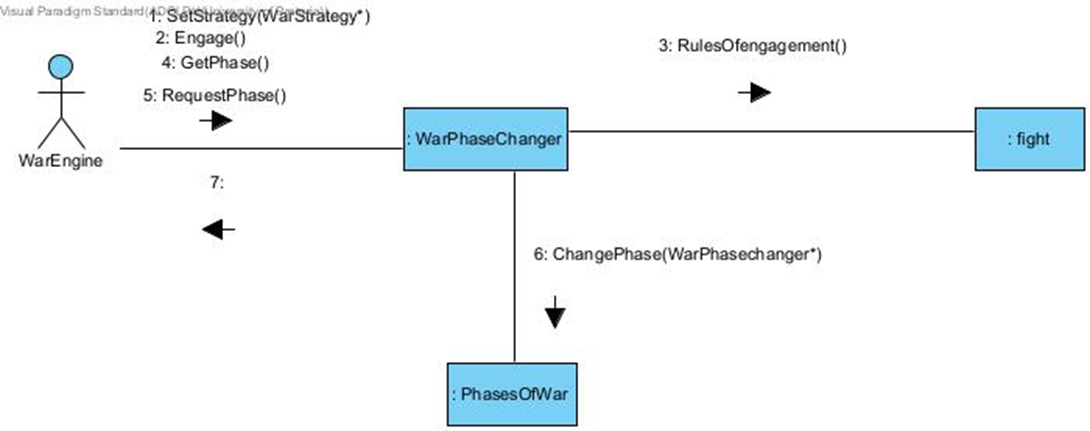 Visual Paradigm Standard(
1: SetStrategy(WarStrategy*)
2: Engage()
4: GetPhase()
5: RequestPhase()
3: RulesOfengagement()
WarEngine
: WarPhaseChanger
: fight
7:
6: ChangePhase(WarPhasechanger*)
: PhasesOfWar